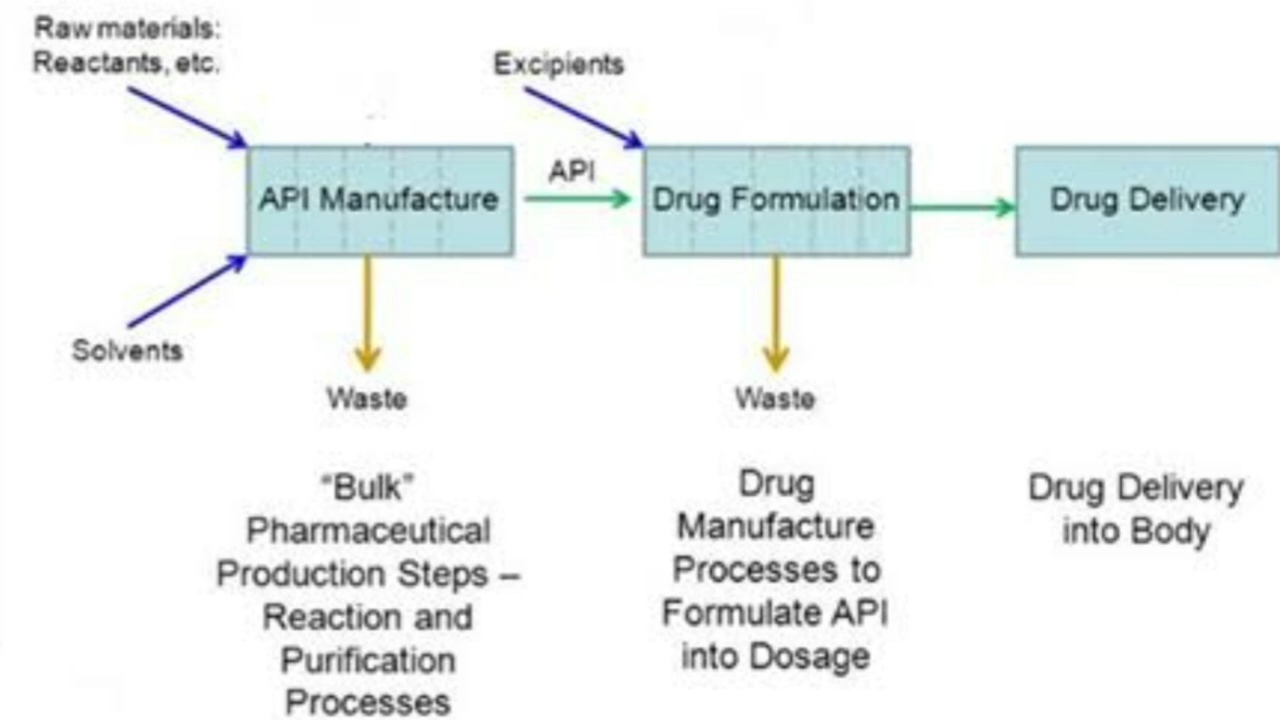 Raw materials:
Reactants, etc.
Excipients
API Manufacture
API
Drug Formulation
Drug Delivery
Solvents
Waste
Waste
“Bulk”
Pharmaceutical
Production Steps –
Reaction and
Purification
Processes
Drug
Manufacture
Processes to
Formulate API
into Dosage
Drug Delivery
into Body